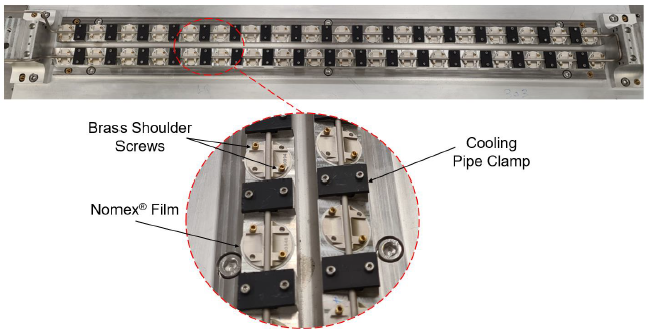 Brass Shoulder
Screws
Cooling
Pipe Clamp
Nomex® Film